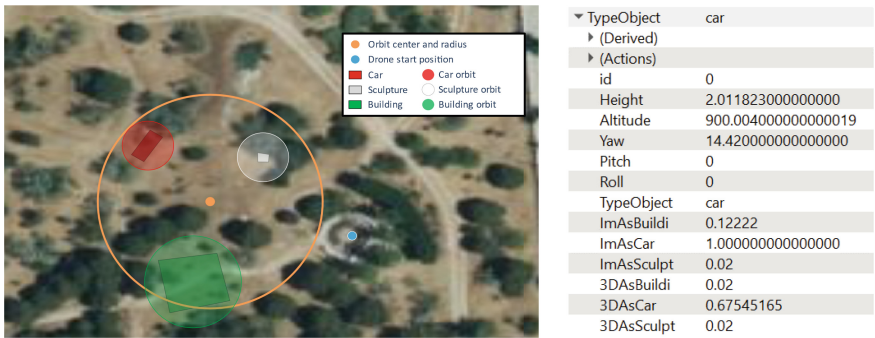 Orbit center and radius
Drone start position
Car Car orbit
Sculpture Sculpture orbit
Building Building orbit
TypeObject car
(Derived)
(Actions)
id 0
Height 2.011823000000000
Altitude 900.004000000000019
Yaw 14.420000000000000
Pitch 0
Roll 0
TypeObject car
ImAsBuildi 0.12222
ImAsCar 1.000000000000000
ImAsSculpt 0.02
3DAsBuildi 0.02
3DAsCar 0.67545165
3DAsSculpt 0.02